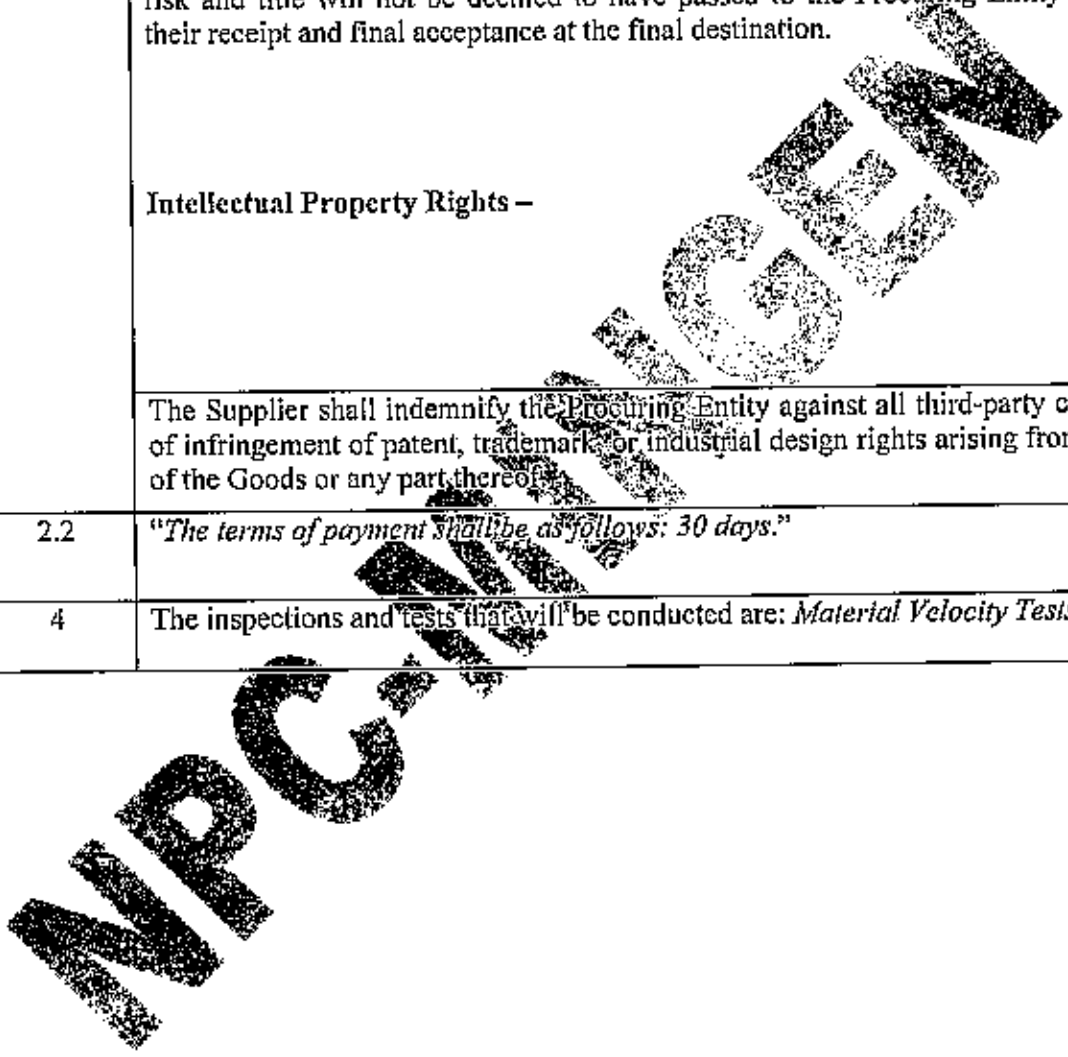 risk and title will not be deemed to have passed to the Procuring Entity
their receipt and final acceptance at the final destination.
Intellectual Property Rights –
The Supplier shall indemnify the Procuring Entity against all third-party c
of infringement of patent, trademark, or industrial design rights arising from
of the Goods or any part thereof.
2.2 "The terms of payment shall be as follows: 30 days."
4 The inspections and tests that will be conducted are: Material Velocity Tests
NPC-MINGEN